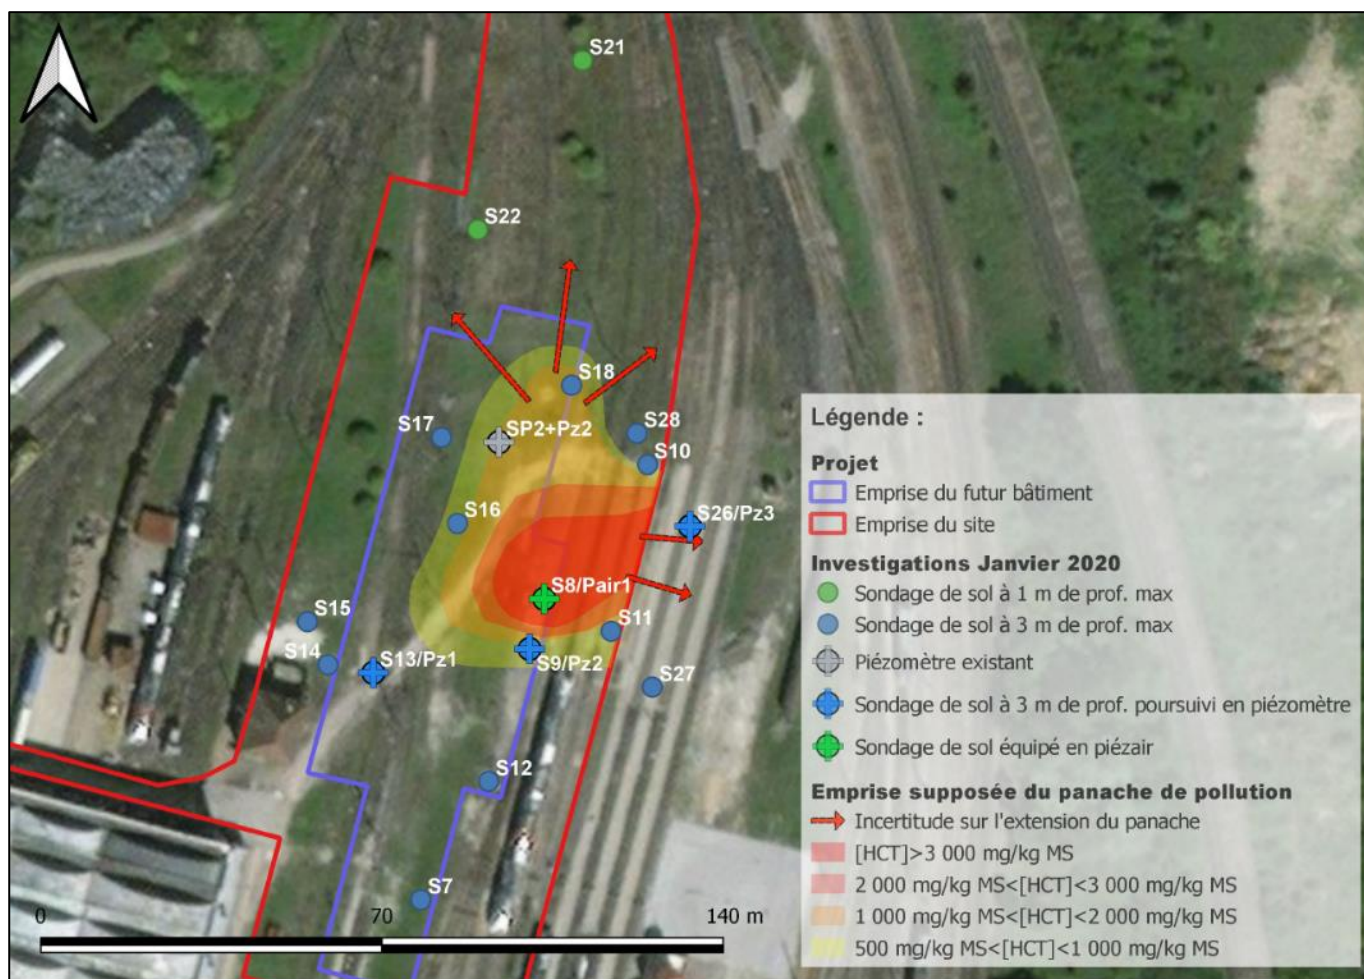 S21
S22
S18
S17
S28
SP2+Pz2
S10
S16
S26/Pz3
S8/Pair1
S15
S11
S14
S13/Pz1
S9/Pz2
S27
S12
S7
0
70
140 m
Légende :
Projet
Emprise du futur bâtiment
Emprise du site
Investigations Janvier 2020
Sondage de sol à 1 m de prof. max
Sondage de sol à 3 m de prof. max
Piézomètre existant
Sondage de sol à 3 m de prof. poursuivi en piézomètre
Sondage de sol équipé en piézair
Emprise supposée du panache de pollution
Incertitude sur l'extension du panache
[HCT]>3 000 mg/kg MS
2 000 mg/kg MS<[HCT]<3 000 mg/kg MS
1 000 mg/kg MS<[HCT]<2 000 mg/kg MS
500 mg/kg MS<[HCT]<1 000 mg/kg MS